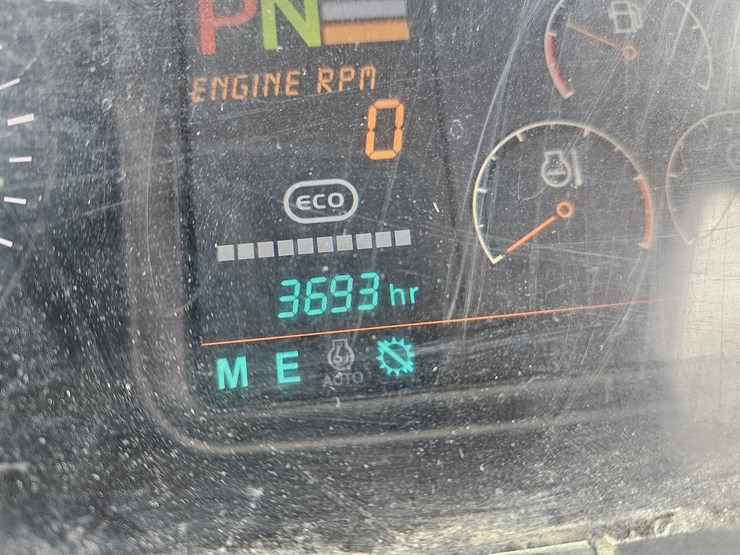 PN
ENGINE RPM
0
ECO
3693 hr
M E AUTO